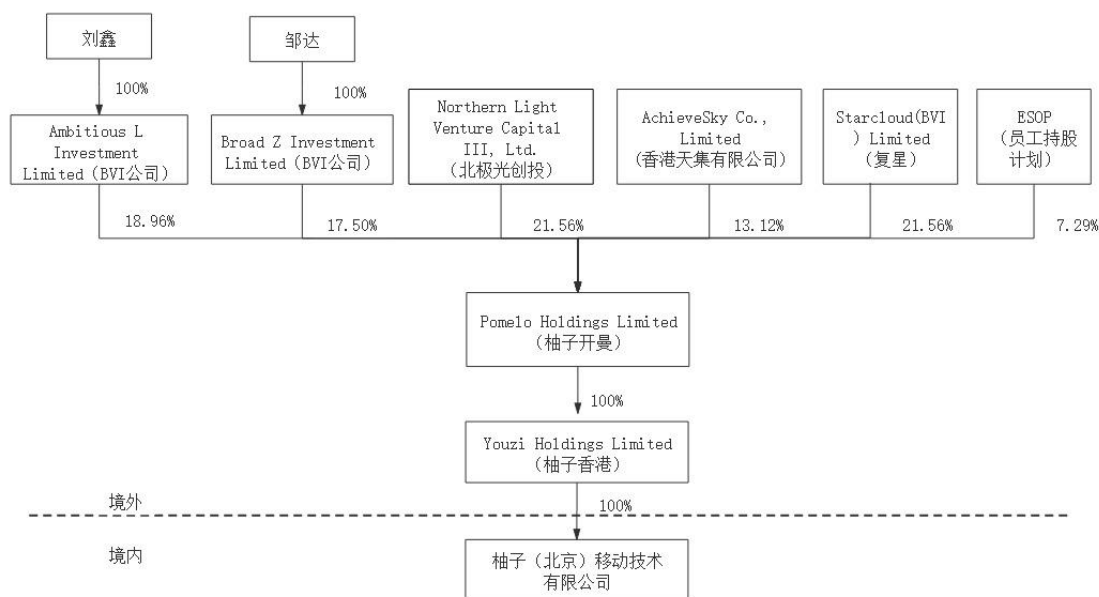 刘鑫
邹达
100%
100%
Ambitious L
Investment
Limited（BVI公司）
Broad Z Investment
Limited（BVI公司）
Northern Light
Venture Capital
III, Ltd.
（北极光创投）
AchieveSky Co.,
Limited
（香港天集有限公司）
Starcloud(BVI
) Limited
（复星）
ESOP
（员工持股
计划）
18.96%
17.50%
21.56%
13.12%
21.56%
7.29%
Pomelo Holdings Limited
（柚子开曼）
100%
Youzi Holdings Limited
（柚子香港）
境外
100%
境内
柚子（北京）移动技术
有限公司